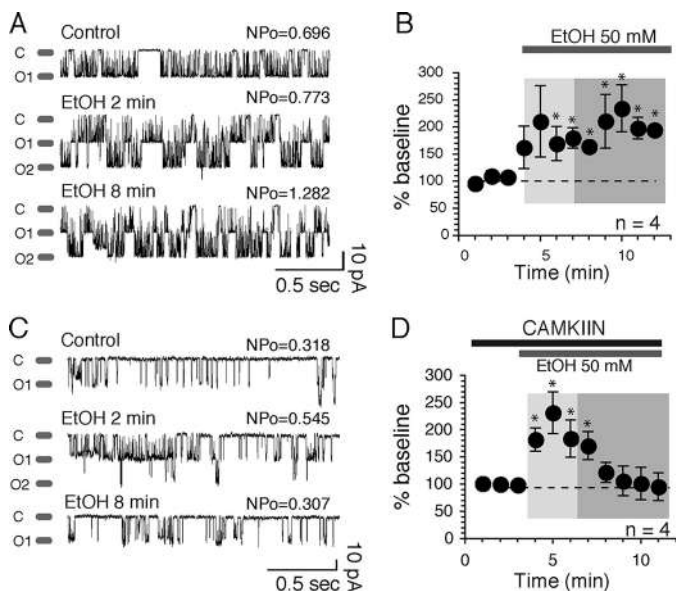 A
Control NPo=0.696
C
O1
EtOH 2 min NPo=0.773
C
O1
O2
EtOH 8 min NPo=1.282
C
O1
O2
0.5 sec
10 pA
B
EtOH 50 mM
% baseline
300
250
200
150
100
50
0
* * * * * * *
n = 4
0 5 10
Time (min)
C
Control NPo=0.318
C
O1
EtOH 2 min NPo=0.545
C
O1
O2
EtOH 8 min NPo=0.307
C
O1
0.5 sec
10 pA
D
CAMKIIN
EtOH 50 mM
% baseline
300
250
200
150
100
50
0
* * * *
n = 4
0 5 10
Time (min)